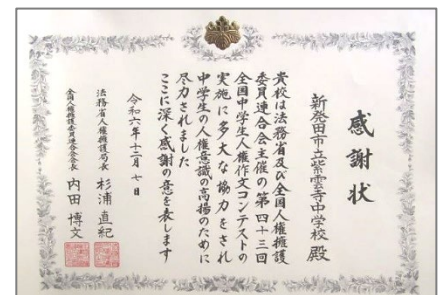 感謝状
新発田市立紫雲寺中学校 殿
貴校は法務省及び全国人権擁護
委員連合会主催の第四十三回
全国中学生人権作文コンテストの
実施に多大な協力をされ
中学生の人権意識の高揚のために
尽力されました
ここに深く感謝の意を表します
令和六年十二月七日
法務省人権擁護局長 杉浦直紀
全国人権擁護委員連合会会長 内田博文